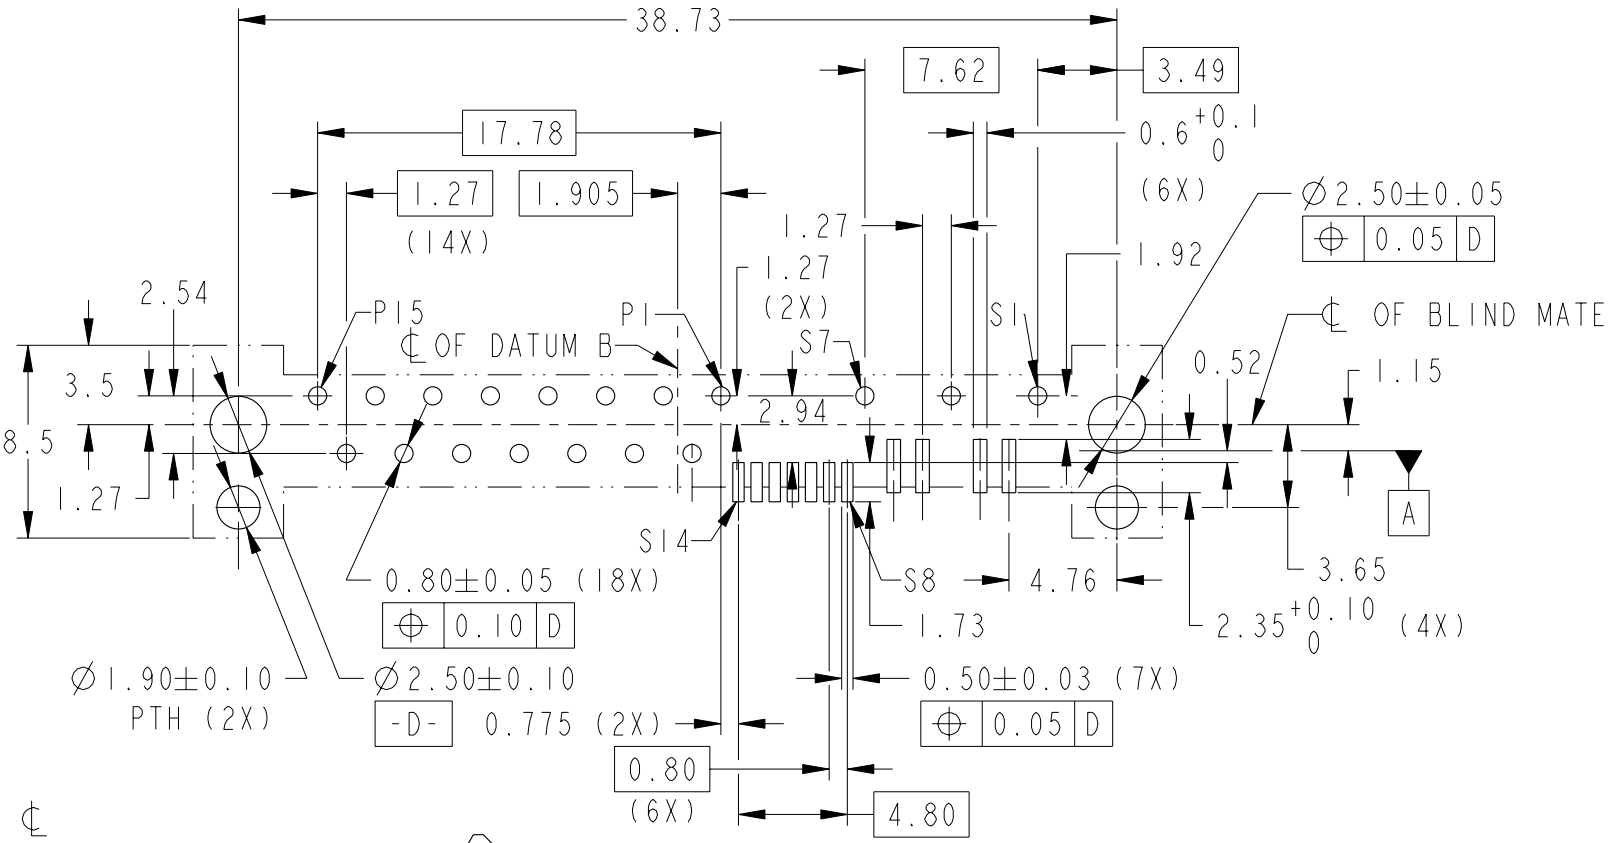 38.73
7.62
3.49
17.78
0.6 +0.1 0
(6X)
1.27
(14X)
1.905
Ø2.50±0.05
⌖ 0.05 D
1.27
1.27
(2X)
1.92
2.54
P15
P1
S7
S1
℄ OF BLIND MATE
℄ OF DATUM B
3.5
0.52
1.15
2.94
8.5
1.27
A
S14
S8
0.80±0.05 (18X)
⌖ 0.10 D
4.76
3.65
1.73
2.35 +0.10 0 (4X)
Ø1.90±0.10
PTH (2X)
Ø2.50±0.10
-D-
0.775 (2X)
0.50±0.03 (7X)
⌖ 0.05 D
0.80
(6X)
4.80
℄